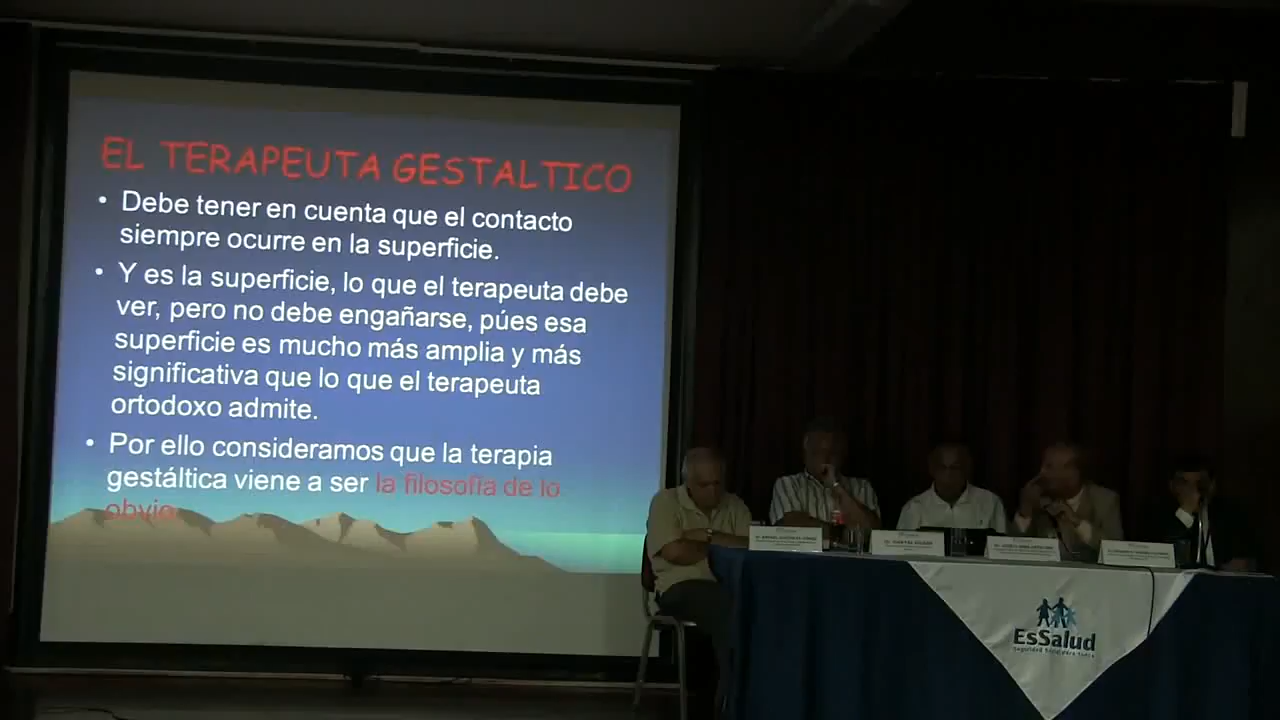 EL TERAPEUTA GESTALTICO
• Debe tener en cuenta que el contacto
siempre ocurre en la superficie.
• Y es la superficie, lo que el terapeuta debe
ver, pero no debe engañarse, púes esa
superficie es mucho más amplia y más
significativa que lo que el terapeuta
ortodoxo admite.
• Por ello consideramos que la terapia
gestáltica viene a ser la filosofía de lo
obvio
EsSalud